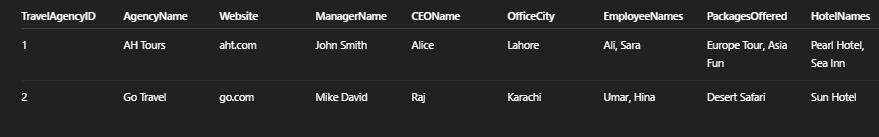 TravelAgencyID AgencyName Website ManagerName CEOName OfficeCity EmployeeNames PackagesOffered HotelNames
1 AH Tours aht.com John Smith Alice Lahore Ali, Sara Europe Tour, Asia Pearl Hotel,
Fun Sea Inn
2 Go Travel go.com Mike David Raj Karachi Umar, Hina Desert Safari Sun Hotel